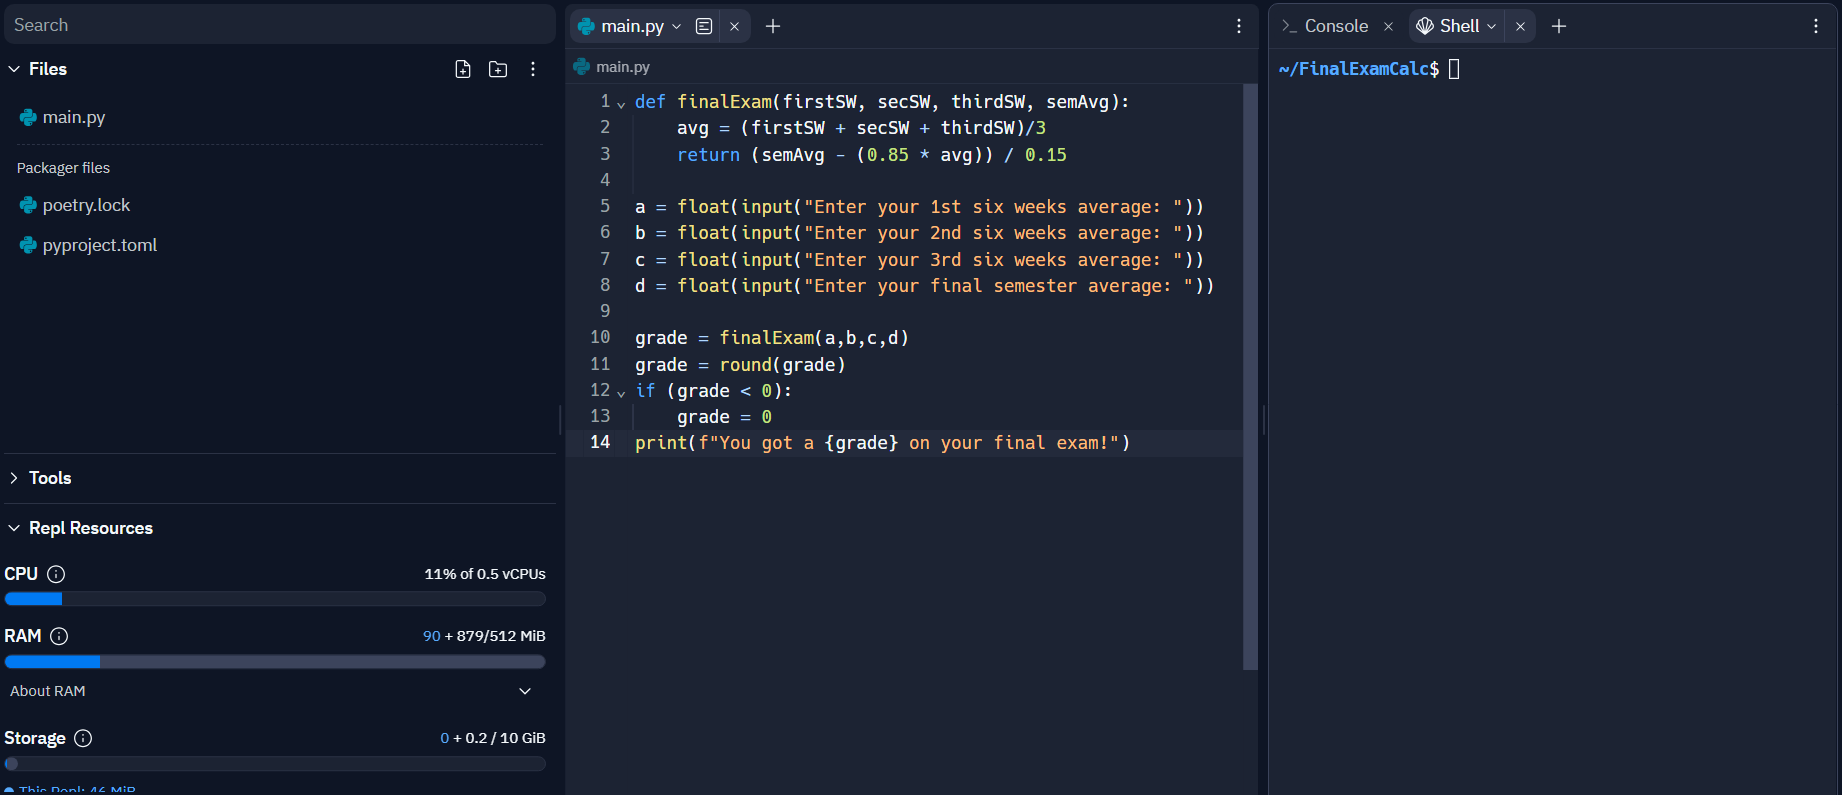 Search
Files
main.py
Packager files
poetry.lock
pyproject.toml
Tools
Repl Resources
CPU
11% of 0.5 vCPUs
RAM
90 + 879/512 MiB
About RAM
Storage
0 + 0.2 / 10 GiB
This Repl: 46 MiB
main.py
main.py
1 def finalExam(firstSW, secSW, thirdSW, semAvg):
2     avg = (firstSW + secSW + thirdSW)/3
3     return (semAvg - (0.85 * avg)) / 0.15
4
5 a = float(input("Enter your 1st six weeks average: "))
6 b = float(input("Enter your 2nd six weeks average: "))
7 c = float(input("Enter your 3rd six weeks average: "))
8 d = float(input("Enter your final semester average: "))
9
10 grade = finalExam(a,b,c,d)
11 grade = round(grade)
12 if (grade < 0):
13     grade = 0
14 print(f"You got a {grade} on your final exam!")
>_ Console
Shell
~/FinalExamCalc$